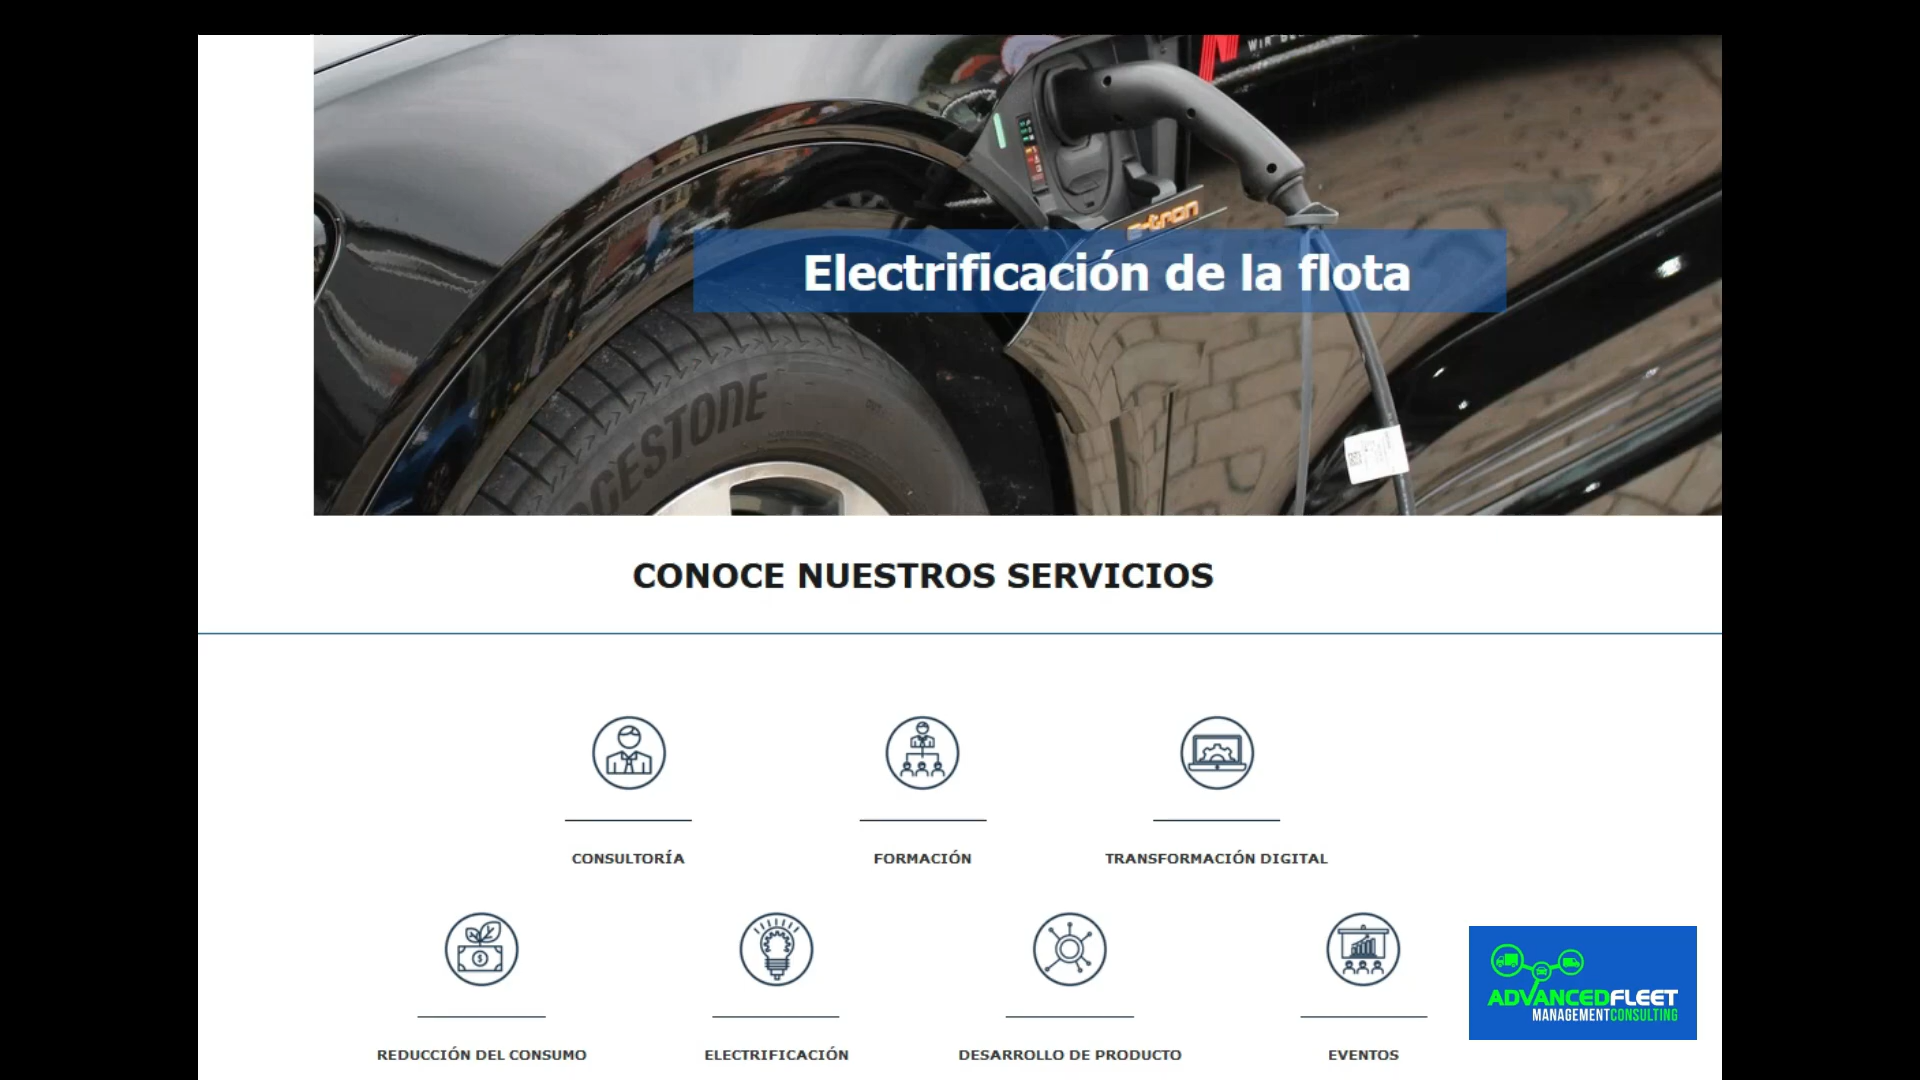 e-tron
Electrificación de la flota
CONOCE NUESTROS SERVICIOS
CONSULTORÍA
FORMACIÓN
TRANSFORMACIÓN DIGITAL
REDUCCIÓN DEL CONSUMO
ELECTRIFICACIÓN
DESARROLLO DE PRODUCTO
EVENTOS
ADVANCEDFLEET
MANAGEMENTCONSULTING